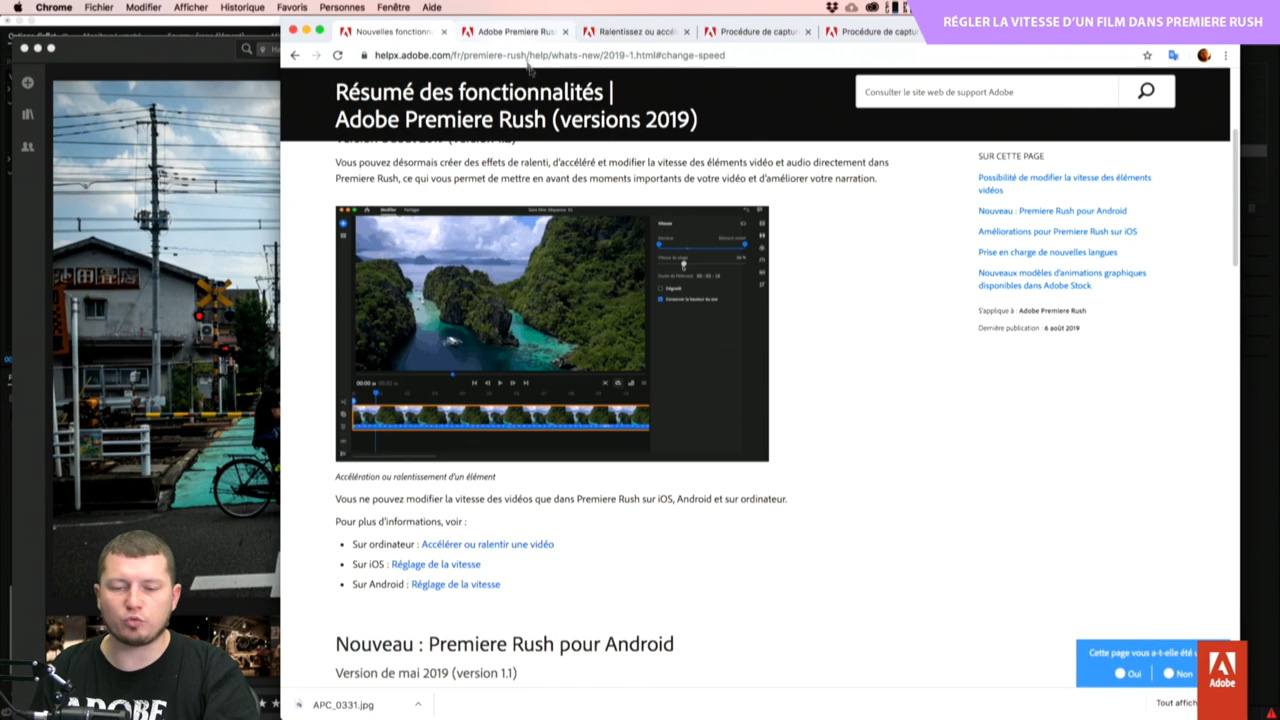 Chrome Fichier Modifier Afficher Historique Favoris Personnes Fenêtre Aide
RÉGLER LA VITESSE D'UN FILM DANS PREMIERE RUSH
Nouvelles fonctionn
Adobe Premiere Rus
Ralentissez ou accél
Procédure de captur
Procédure de captu
helpx.adobe.com/fr/premiere-rush/help/whats-new/2019-1.html#change-speed
Résumé des fonctionnalités |
Adobe Premiere Rush (versions 2019)
Consulter le site web de support Adobe
Vous pouvez désormais créer des effets de ralenti, d'accéléré et modifier la vitesse des éléments vidéo et audio directement dans
Premiere Rush, ce qui vous permet de mettre en avant des moments importants de votre vidéo et d'améliorer votre narration.
SUR CETTE PAGE
Possibilité de modifier la vitesse des éléments
vidéos
Nouveau : Premiere Rush pour Android
Améliorations pour Premiere Rush sur iOS
Prise en charge de nouvelles langues
Nouveaux modèles d'animations graphiques
disponibles dans Adobe Stock
S'applique à : Adobe Premiere Rush
Dernière publication : 6 août 2019
Accélération ou ralentissement d'un élément
Vous ne pouvez modifier la vitesse des vidéos que dans Premiere Rush sur iOS, Android et sur ordinateur.
Pour plus d'informations, voir :
• Sur ordinateur : Accélérer ou ralentir une vidéo
• Sur iOS : Réglage de la vitesse
• Sur Android : Réglage de la vitesse
Nouveau : Premiere Rush pour Android
Version de mai 2019 (version 1.1)
Cette page vous a-t-elle été u
Oui
Non
APC_0331.jpg
Tout affich
Adobe
ADOBE